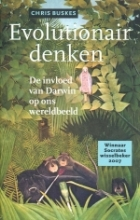 CHRIS BUSKES
Evolutionair
denken
De invloed
van Darwin
op ons
wereldbeeld
Winnaar
Socrates
wisselbeker
2007